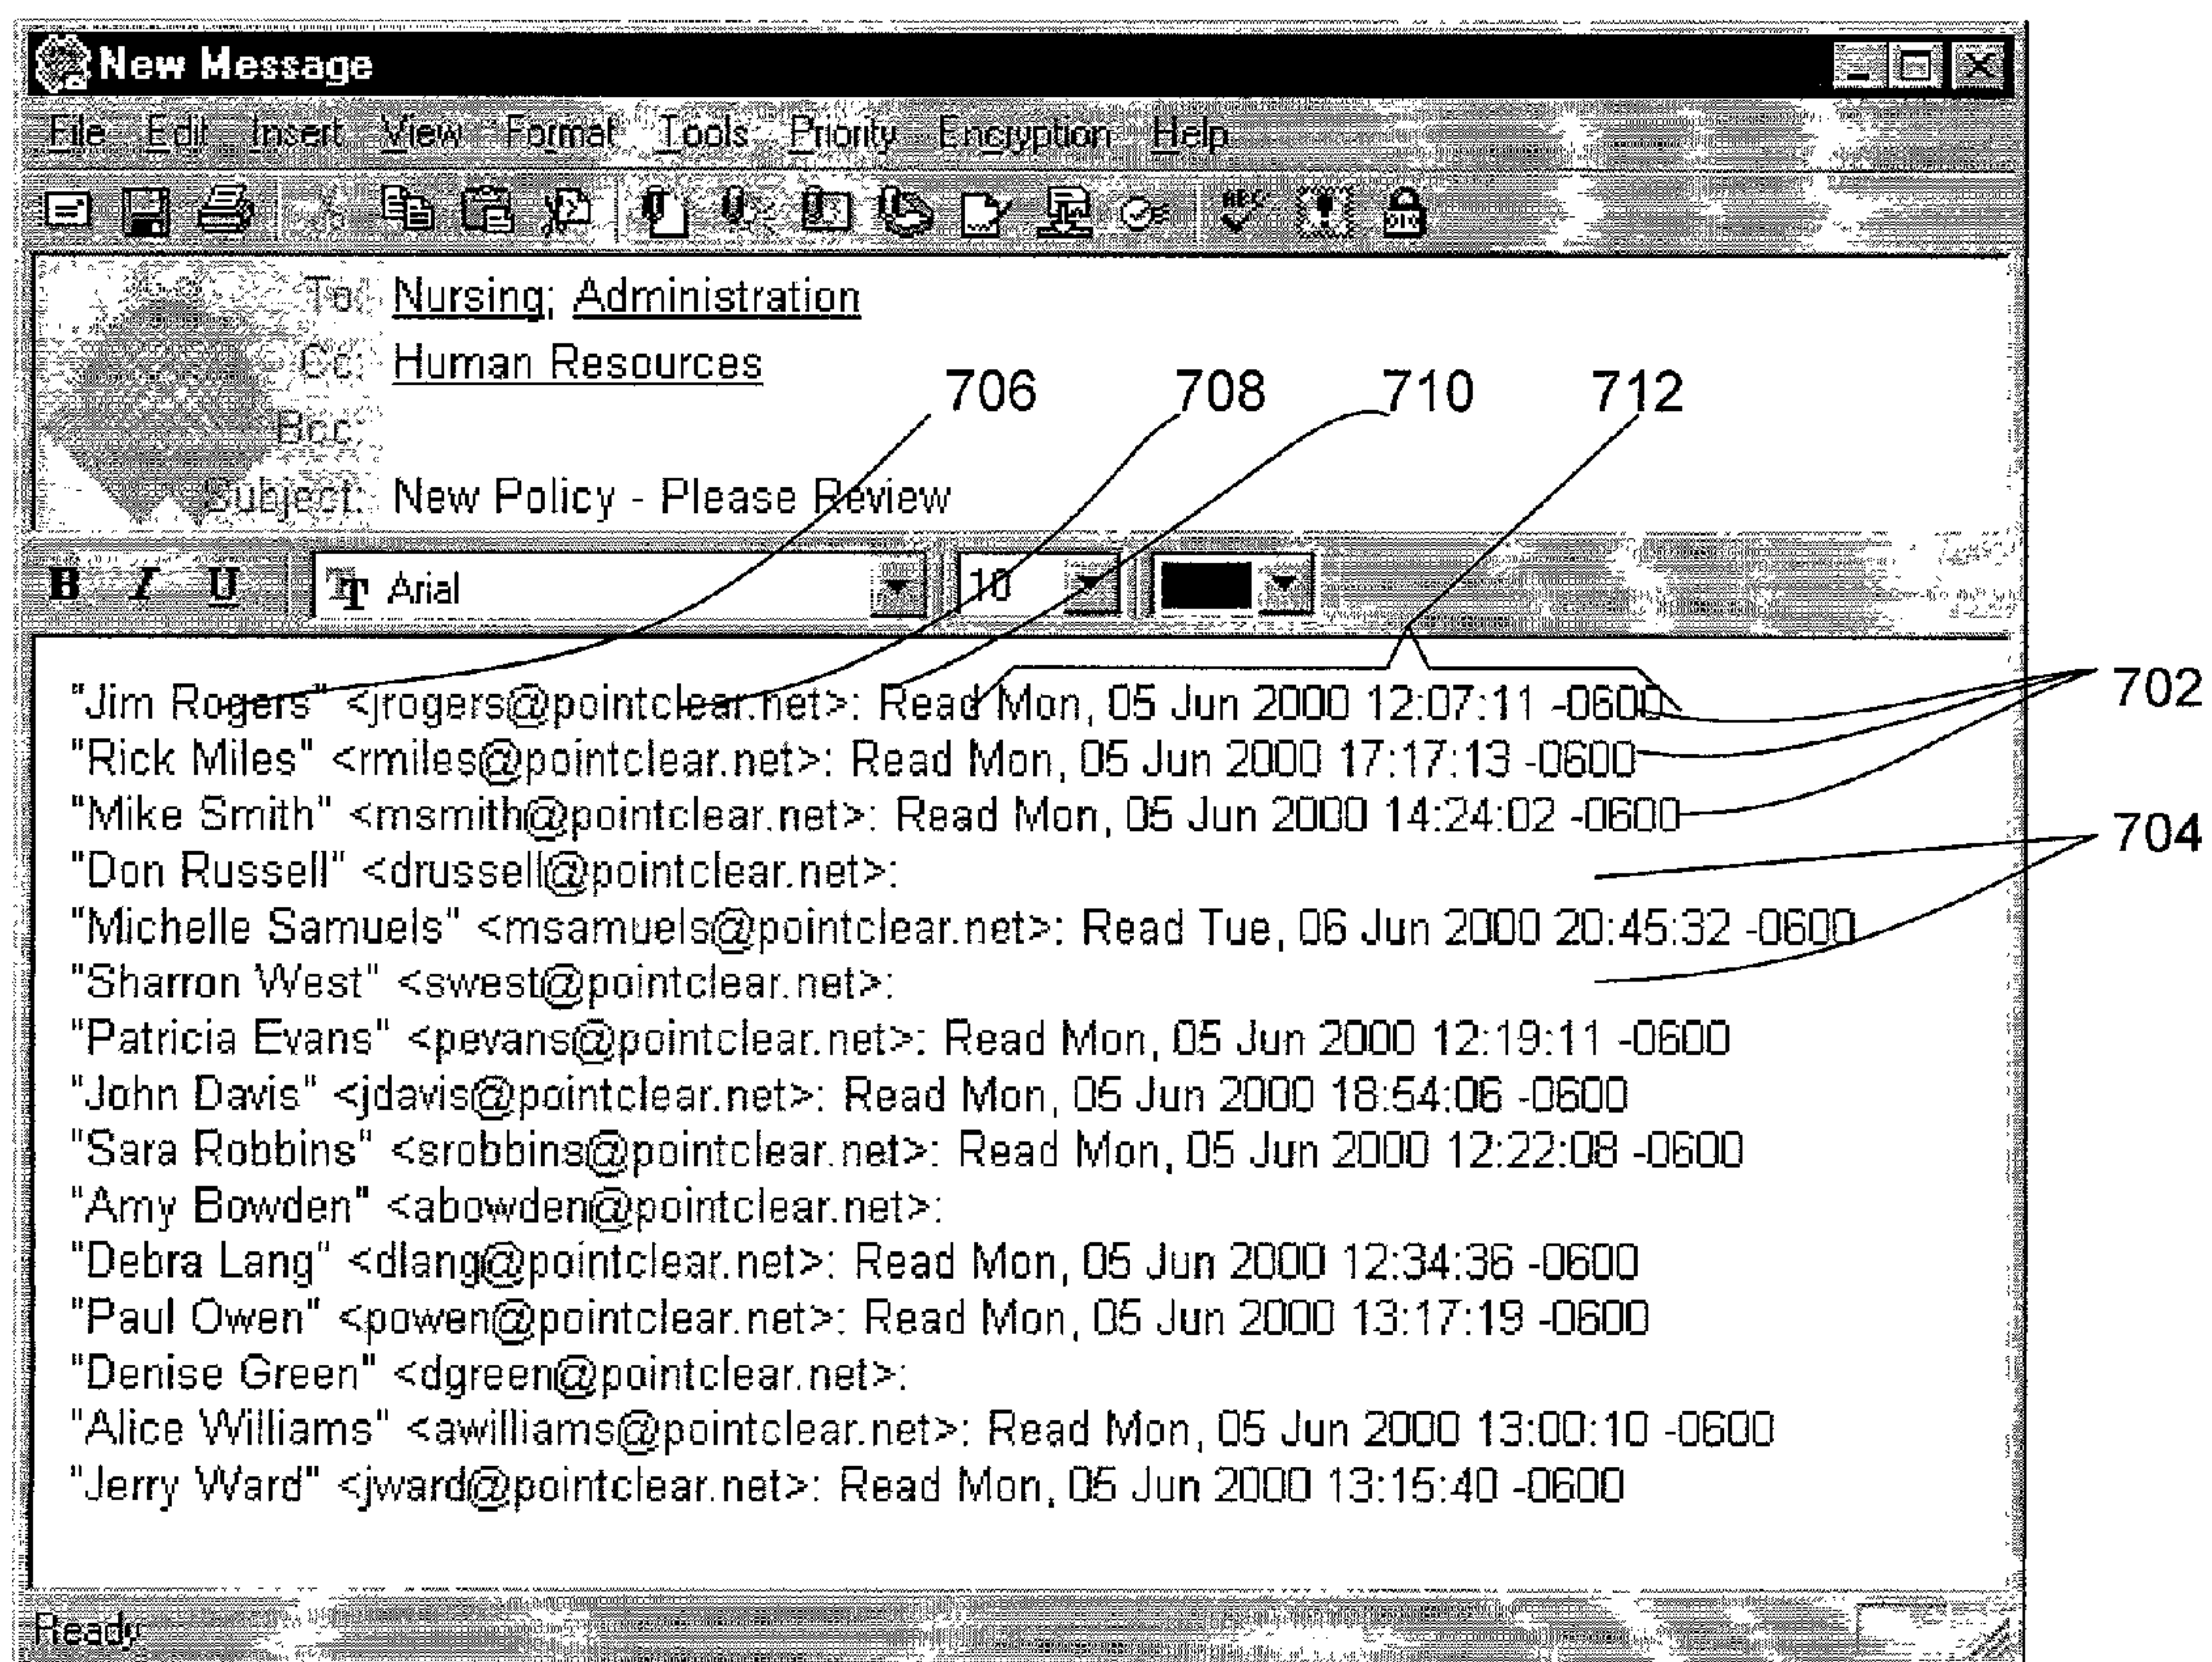 New Message
File Edit Insert View Format Tools Priority Encryption Help
ABC
010
To: Nursing; Administration
Cc: Human Resources
706 708 710 712
Bcc:
Subject: New Policy - Please Review
B I U T Arial 10
"Jim Rogers" <jrogers@pointclear.net>: Read Mon, 05 Jun 2000 12:07:11 -0600
702
"Rick Miles" <rmiles@pointclear.net>: Read Mon, 05 Jun 2000 17:17:13 -0600
"Mike Smith" <msmith@pointclear.net>: Read Mon, 05 Jun 2000 14:24:02 -0600
704
"Don Russell" <drussell@pointclear.net>:
"Michelle Samuels" <msamuels@pointclear.net>: Read Tue, 06 Jun 2000 20:45:32 -0600
"Sharron West" <swest@pointclear.net>:
"Patricia Evans" <pevans@pointclear.net>: Read Mon, 05 Jun 2000 12:19:11 -0600
"John Davis" <jdavis@pointclear.net>: Read Mon, 05 Jun 2000 18:54:06 -0600
"Sara Robbins" <srobbins@pointclear.net>: Read Mon, 05 Jun 2000 12:22:08 -0600
"Amy Bowden" <abowden@pointclear.net>:
"Debra Lang" <dlang@pointclear.net>: Read Mon, 05 Jun 2000 12:34:36 -0600
"Paul Owen" <powen@pointclear.net>: Read Mon, 05 Jun 2000 13:17:19 -0600
"Denise Green" <dgreen@pointclear.net>:
"Alice Williams" <awilliams@pointclear.net>: Read Mon, 05 Jun 2000 13:00:10 -0600
"Jerry Ward" <jward@pointclear.net>: Read Mon, 05 Jun 2000 13:15:40 -0600
Ready